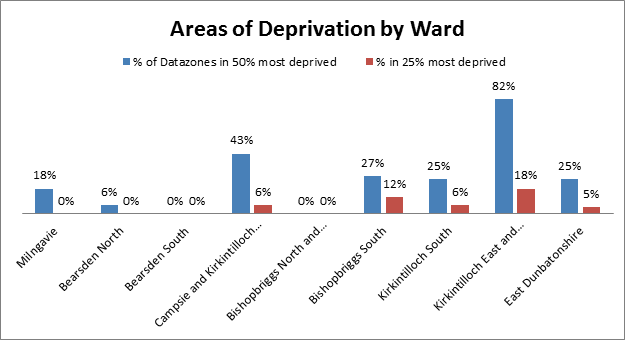 Areas of Deprivation by Ward
% of Datazones in 50% most deprived % in 25% most deprived
18% 0% 6% 0% 0% 0% 43% 6% 0% 0% 27% 12% 25% 6% 82% 18% 25% 5%
Milngavie
Bearsden North
Bearsden South
Campsie and Kirkintilloch...
Bishopbriggs North and...
Bishopbriggs South
Kirkintilloch South
Kirkintilloch East and...
East Dunbatonshire